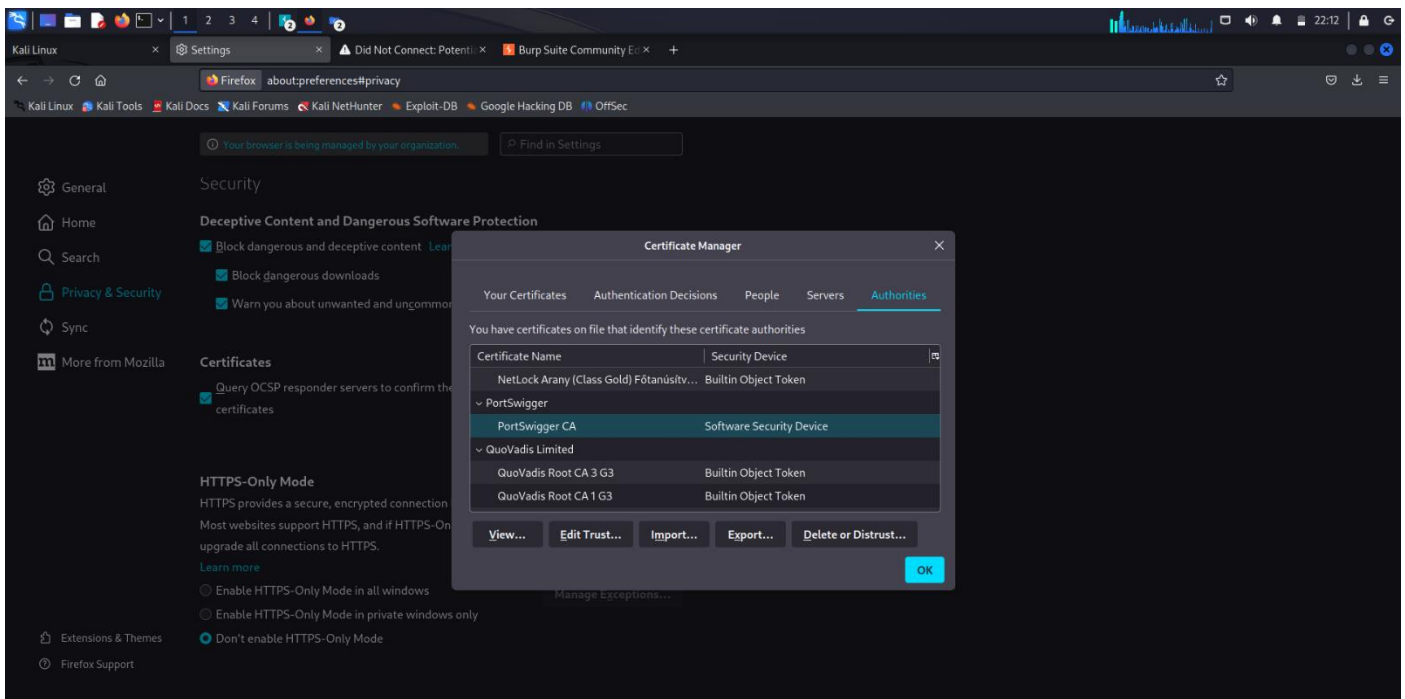 1 2 3 4 22:12
Kali Linux Settings Did Not Connect: Potenti Burp Suite Community Ed
Firefox about:preferences#privacy
Kali Linux Kali Tools Kali Docs Kali Forums Kali NetHunter Exploit-DB Google Hacking DB OffSec
Your browser is being managed by your organization. Find in Settings
General
Home
Search
Privacy & Security
Sync
More from Mozilla
Extensions & Themes
Firefox Support
Security
Deceptive Content and Dangerous Software Protection
Block dangerous and deceptive content Lear
Block dangerous downloads
Warn you about unwanted and uncommo
Certificates
Query OCSP responder servers to confirm the
certificates
HTTPS-Only Mode
HTTPS provides a secure, encrypted connection
Most websites support HTTPS, and if HTTPS-On
upgrade all connections to HTTPS.
Learn more
Enable HTTPS-Only Mode in all windows
Manage Exceptions...
Enable HTTPS-Only Mode in private windows only
Don't enable HTTPS-Only Mode
Certificate Manager
Your Certificates Authentication Decisions People Servers Authorities
You have certificates on file that identify these certificate authorities
Certificate Name Security Device
NetLock Arany (Class Gold) Főtanúsítv... Builtin Object Token
PortSwigger
PortSwigger CA Software Security Device
QuoVadis Limited
QuoVadis Root CA 3 G3 Builtin Object Token
QuoVadis Root CA 1 G3 Builtin Object Token
View... Edit Trust... Import... Export... Delete or Distrust...
OK